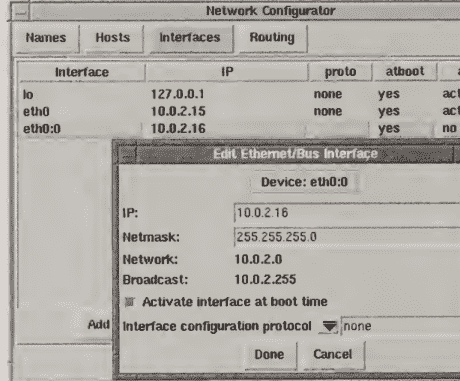 Network Configurator
Names Hosts Interfaces Routing
Interface IP proto atboot
lo 127.0.0.1 none yes
eth0 10.0.2.15 none yes
eth0:0 10.0.2.16 yes no
Edit Ethernet/Bus Interface
Device: eth0:0
IP: 10.0.2.16
Netmask: 255.255.255.0
Network: 10.0.2.0
Broadcast: 10.0.2.255
Activate interface at boot time
Add
Interface configuration protocol none
Done Cancel